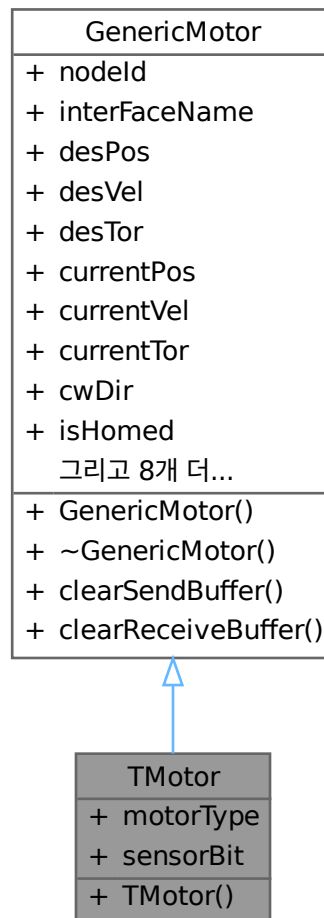 GenericMotor
+ nodeId
+ interFaceName
+ desPos
+ desVel
+ desTor
+ currentPos
+ currentVel
+ currentTor
+ cwDir
+ isHomed
그리고 8개 더...
+ GenericMotor()
+ ~GenericMotor()
+ clearSendBuffer()
+ clearReceiveBuffer()
TMotor
+ motorType
+ sensorBit
+ TMotor()